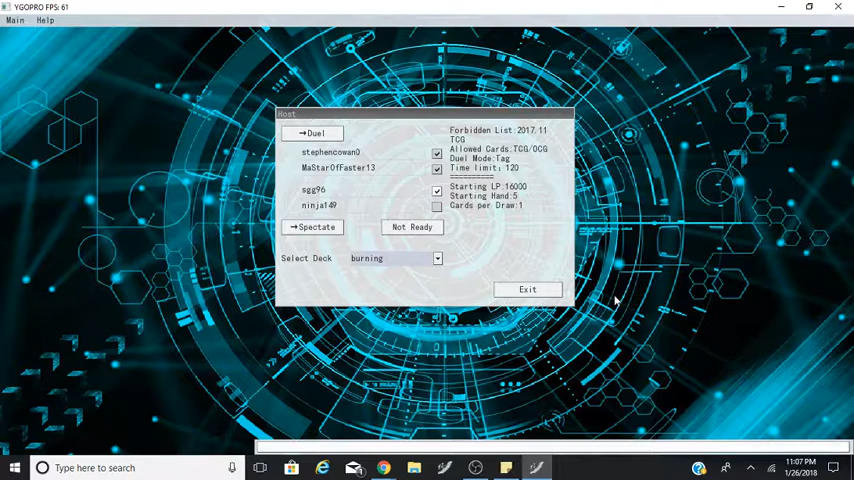 YGOPRO FPS: 61
Main Help
Host
→Duel
stephencowan0
MaStarOfFaster13
sgg96
ninja149
Forbidden List:2017.11
TCG
Allowed Cards:TCG/OCG
Duel Mode:Tag
Time limit: 120
==========
Starting LP:16000
Starting Hand:5
Cards per Draw:1
→Spectate
Not Ready
Select Deck burning
Exit
Type here to search
11:07 PM
1/26/2018